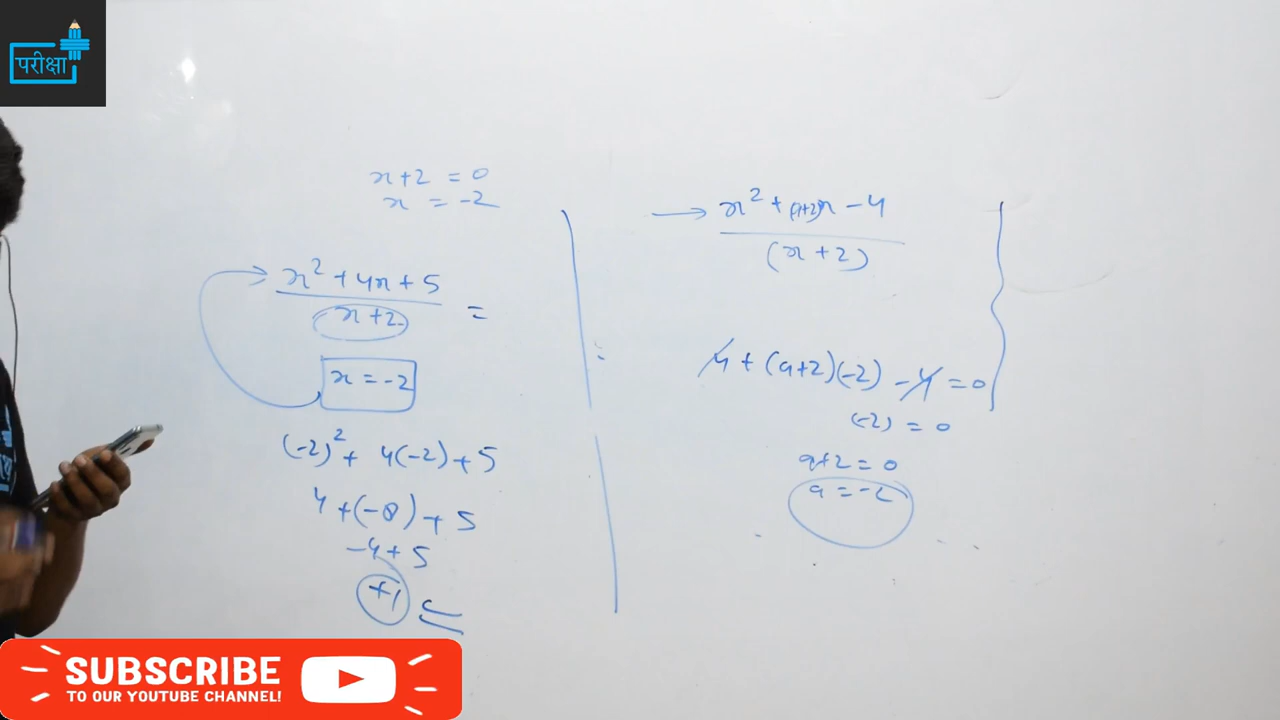 परीक्षा
x+2 = 0
x = -2
x² + 4x + 5
x+2 =
x = -2
(-2)² + 4(-2) + 5
4 + (-8) + 5
-4 + 5
+1
→ x² + (a+2)x - 4
(x + 2)
4 + (a+2)(-2) - 4 = 0
(-2) = 0
a+2 = 0
a = -2
SUBSCRIBE
TO OUR YOUTUBE CHANNEL!